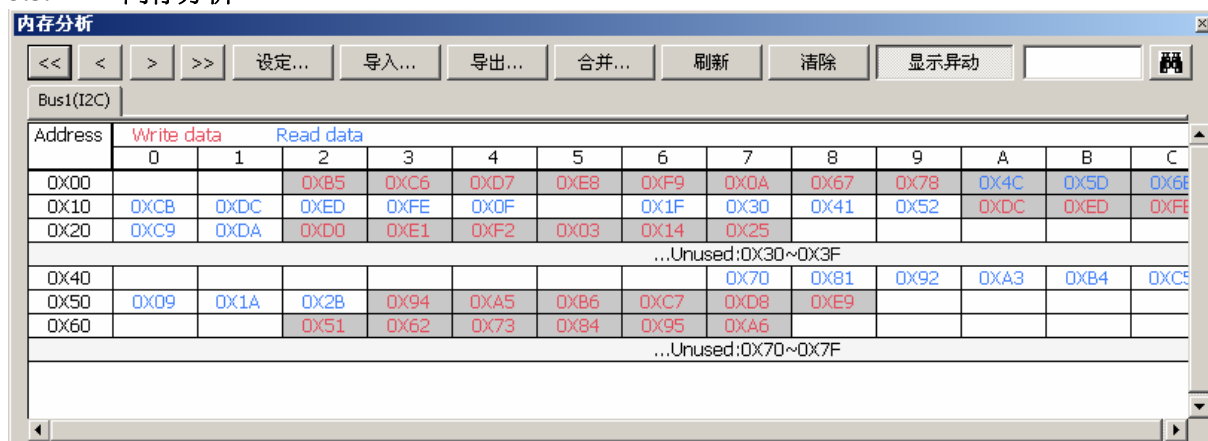 内存分析
<< < > >> 设定... 导入... 导出... 合并... 刷新 清除 显示异动
Bus1(I2C)
Address Write data Read data
0 1 2 3 4 5 6 7 8 9 A B C
0X00 0XB5 0XC6 0XD7 0XE8 0XF9 0X0A 0X67 0X78 0X4C 0X5D
0X10 0XCB 0XDC 0XED 0XFE 0X0F 0X1F 0X30 0X41 0X52 0XDC 0XED
0X20 0XC9 0XDA 0XD0 0XE1 0XF2 0X03 0X14 0X25
...Unused:0X30~0X3F
0X40 0X70 0X81 0X92 0XA3 0XB4 0XC5
0X50 0X09 0X1A 0X2B 0X94 0XA5 0XB6 0XC7 0XD8 0XE9
0X60 0X51 0X62 0X73 0X84 0X95 0XA6
...Unused:0X70~0X7F